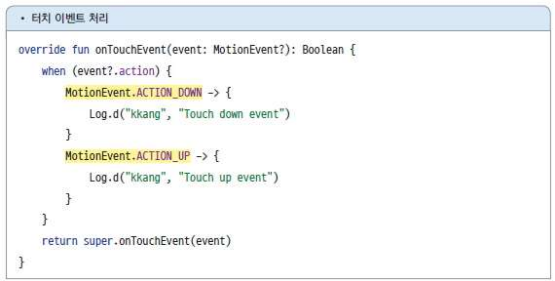 • 터치 이벤트 처리
override fun onTouchEvent(event: MotionEvent?): Boolean {
    when (event?.action) {
        MotionEvent.ACTION_DOWN -> {
            Log.d("kkang", "Touch down event")
        }
        MotionEvent.ACTION_UP -> {
            Log.d("kkang", "Touch up event")
        }
    }
    return super.onTouchEvent(event)
}